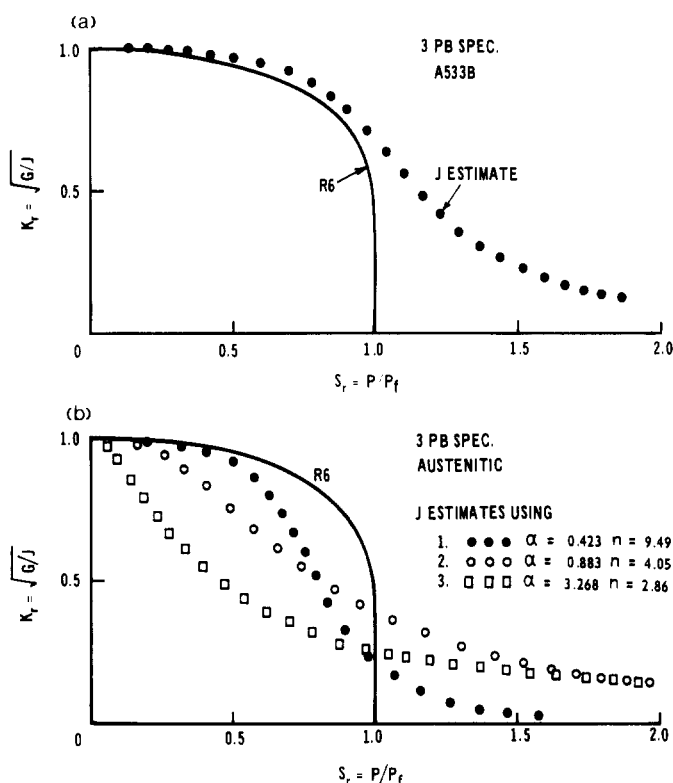 (a)
3 PB SPEC.
A533B
1.0
0.5
0
R6
J ESTIMATE
K_r = √G/J
0.5
1.0
1.5
2.0
S_r = P/P_f
(b)
3 PB SPEC.
AUSTENITIC
1.0
0.5
0
R6
J ESTIMATES USING
1. ●●● α = 0.423 n = 9.49
2. ○○○ α = 0.883 n = 4.05
3. □□□ α = 3.268 n = 2.86
K_r = √G/J
0
0.5
1.0
1.5
2.0
S_r = P/P_f